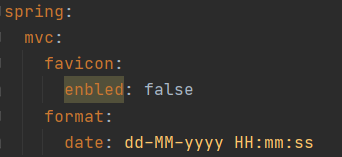 spring:
  mvc:
    favicon:
      enbled: false
    format:
      date: dd-MM-yyyy HH:mm:ss